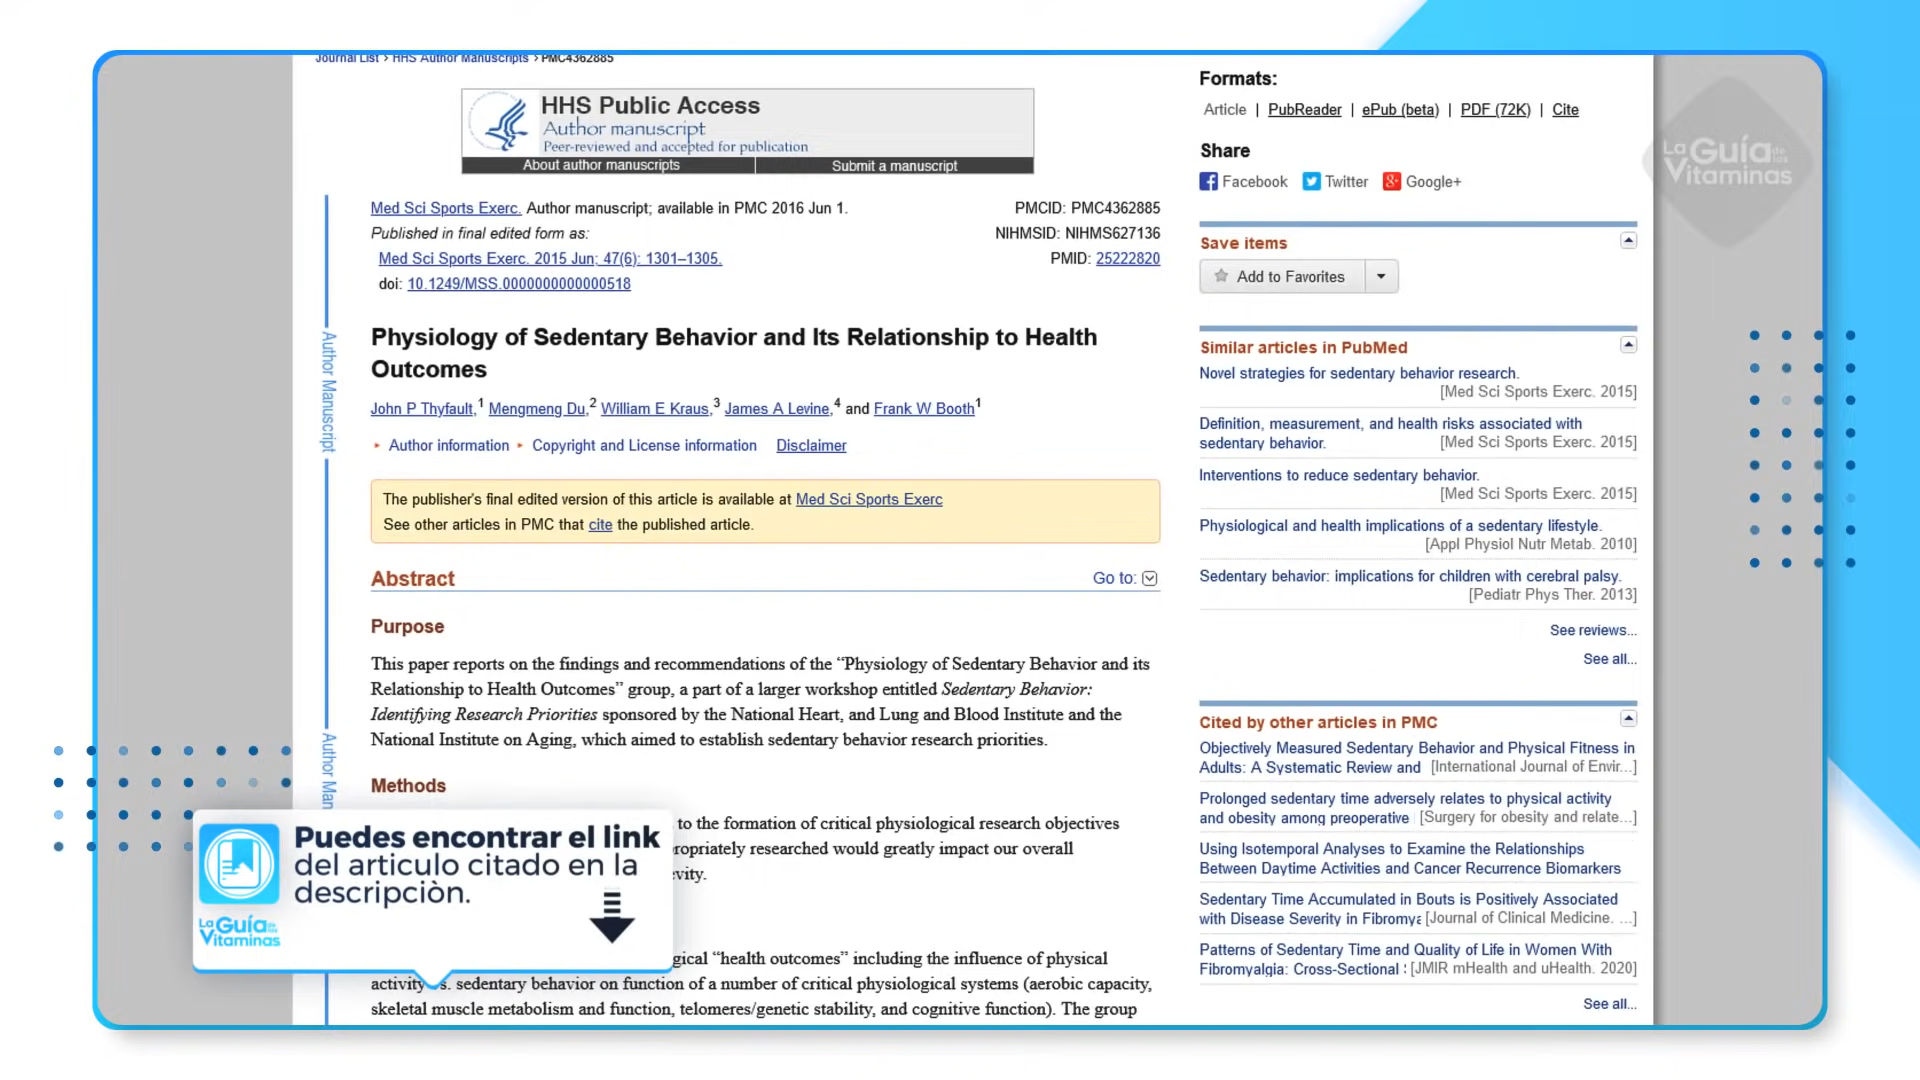 Journal List > HHS Author Manuscripts > PMC4362885
HHS Public Access
Author manuscript
Peer-reviewed and accepted for publication
About author manuscripts
Submit a manuscript
Med Sci Sports Exerc. Author manuscript; available in PMC 2016 Jun 1.
Published in final edited form as:
Med Sci Sports Exerc. 2015 Jun; 47(6): 1301–1305.
doi: 10.1249/MSS.0000000000000518
PMCID: PMC4362885
NIHMSID: NIHMS627136
PMID: 25222820
Author Manuscript
Author Man
Physiology of Sedentary Behavior and Its Relationship to Health
Outcomes
John P Thyfault,1 Mengmeng Du,2 William E Kraus,3 James A Levine,4 and Frank W Booth1
Author information Copyright and License information Disclaimer
The publisher's final edited version of this article is available at Med Sci Sports Exerc
See other articles in PMC that cite the published article.
Abstract
Go to:
Purpose
This paper reports on the findings and recommendations of the “Physiology of Sedentary Behavior and its
Relationship to Health Outcomes” group, a part of a larger workshop entitled Sedentary Behavior:
Identifying Research Priorities sponsored by the National Heart, and Lung and Blood Institute and the
National Institute on Aging, which aimed to establish sedentary behavior research priorities.
Methods
to the formation of critical physiological research objectives
ropriately researched would greatly impact our overall
evity.
gical “health outcomes” including the influence of physical
activity vs. sedentary behavior on function of a number of critical physiological systems (aerobic capacity,
skeletal muscle metabolism and function, telomeres/genetic stability, and cognitive function). The group
Puedes encontrar el link
del articulo citado en la
descripciòn.
La Guía de las
Vitaminas
Formats:
Article | PubReader | ePub (beta) | PDF (72K) | Cite
Share
Facebook Twitter Google+
Save items
Add to Favorites
Similar articles in PubMed
Novel strategies for sedentary behavior research.
[Med Sci Sports Exerc. 2015]
Definition, measurement, and health risks associated with
sedentary behavior. [Med Sci Sports Exerc. 2015]
Interventions to reduce sedentary behavior.
[Med Sci Sports Exerc. 2015]
Physiological and health implications of a sedentary lifestyle.
[Appl Physiol Nutr Metab. 2010]
Sedentary behavior: implications for children with cerebral palsy.
[Pediatr Phys Ther. 2013]
See reviews...
See all...
Cited by other articles in PMC
Objectively Measured Sedentary Behavior and Physical Fitness in
Adults: A Systematic Review and [International Journal of Envir...]
Prolonged sedentary time adversely relates to physical activity
and obesity among preoperative [Surgery for obesity and relate...]
Using Isotemporal Analyses to Examine the Relationships
Between Daytime Activities and Cancer Recurrence Biomarkers
Sedentary Time Accumulated in Bouts is Positively Associated
with Disease Severity in Fibromya [Journal of Clinical Medicine. ...]
Patterns of Sedentary Time and Quality of Life in Women With
Fibromyalgia: Cross-Sectional : [JMIR mHealth and uHealth. 2020]
See all...
La Guía de las
Vitaminas